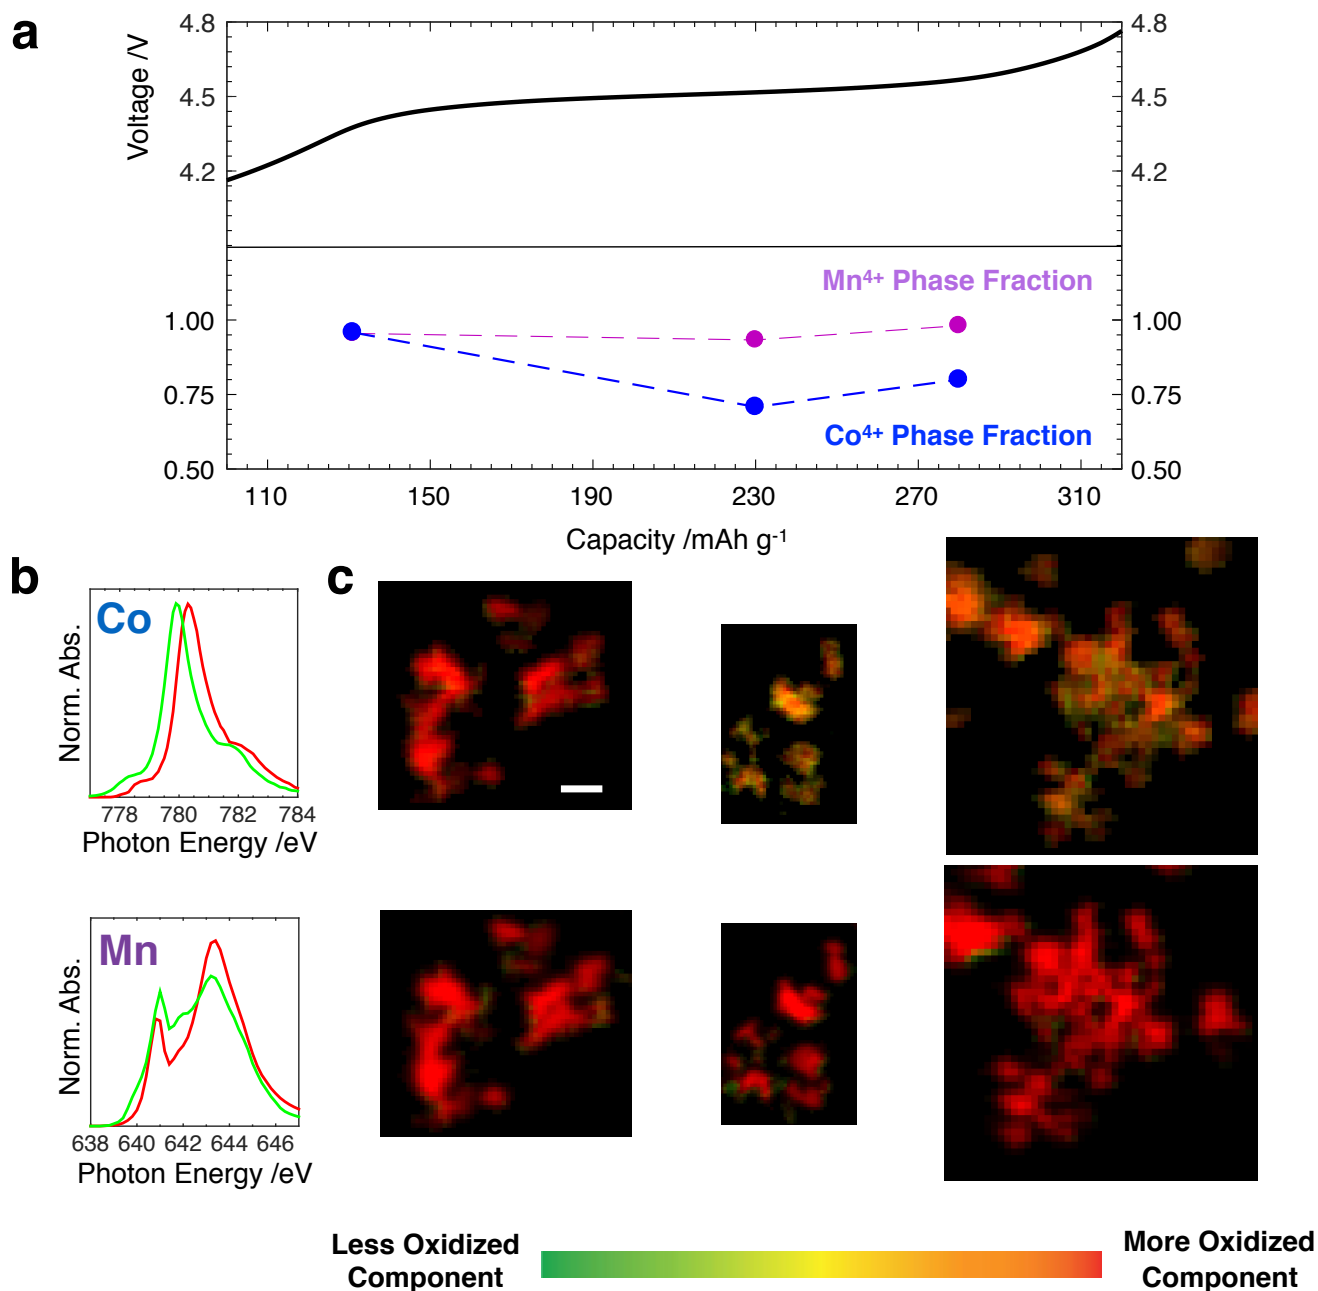 a
Voltage /V
4.8
4.5
4.2
4.8
4.5
4.2
Mn⁴⁺ Phase Fraction
1.00
0.75
0.50
1.00
0.75
0.50
Co⁴⁺ Phase Fraction
110 150 190 230 270 310
Capacity /mAh g⁻¹
b
Co
Norm. Abs.
778 780 782 784
Photon Energy /eV
Mn
Norm. Abs.
638 640 642 644 646
Photon Energy /eV
c
Less Oxidized
Component
More Oxidized
Component